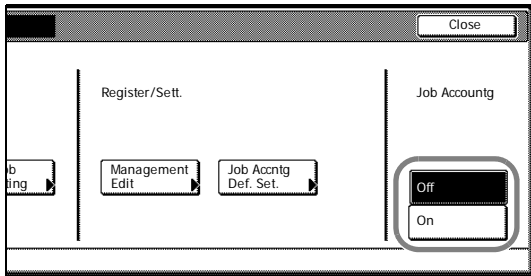 Close
Register/Sett.
Job Accountg
Management
Edit
Job Accntg
Def. Set.
Off
On